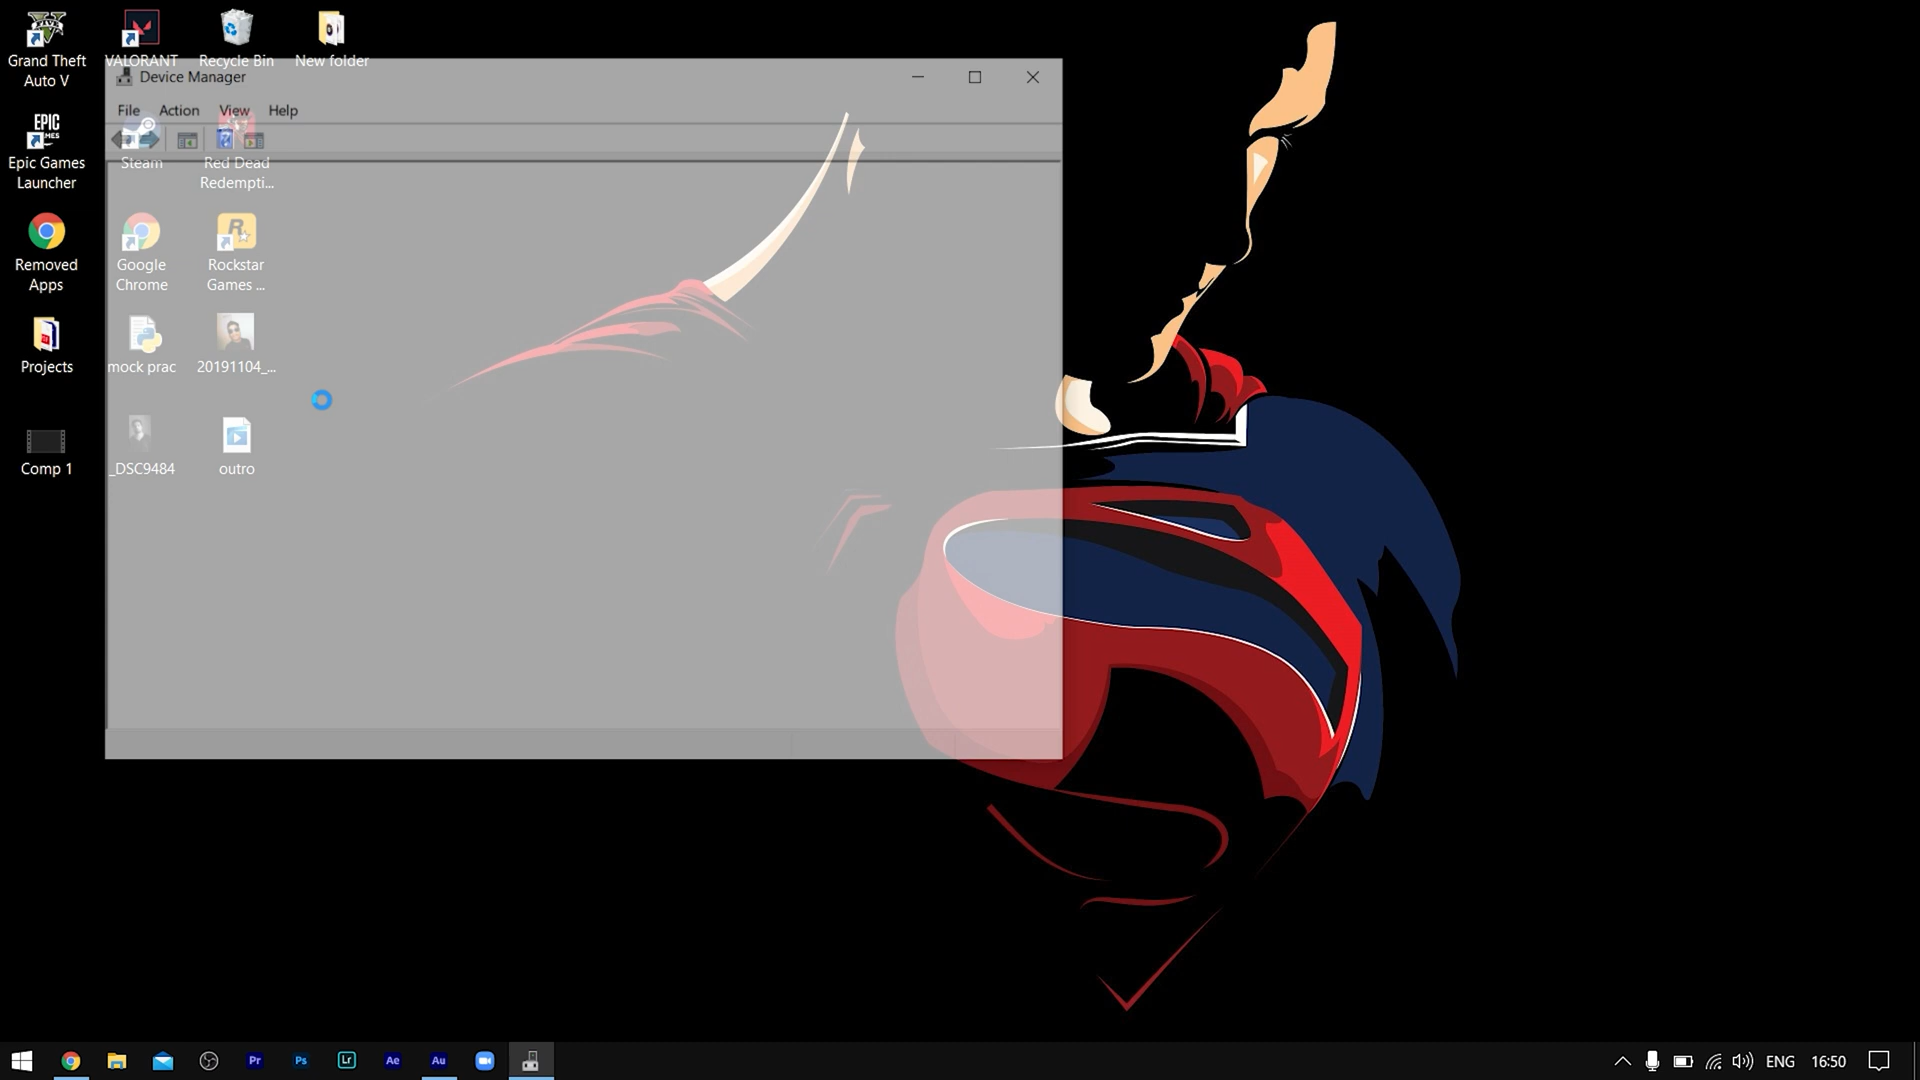 Grand Theft
Auto V
VALORANT
Recycle Bin
New folder
Device Manager
File Action View Help
EPIC
GAMES
Epic Games
Launcher
Steam
Red Dead
Redempti...
Removed
Apps
Google
Chrome
R
Rockstar
Games ...
Projects
mock prac
20191104_...
Comp 1
_DSC9484
outro
Pr
Ps
Lr
Ae
Au
ENG
16:50